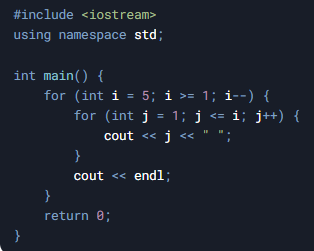 #include <iostream>
using namespace std;

int main() {
    for (int i = 5; i >= 1; i--) {
        for (int j = 1; j <= i; j++) {
            cout << j << " ";
        }
        cout << endl;
    }
    return 0;
}